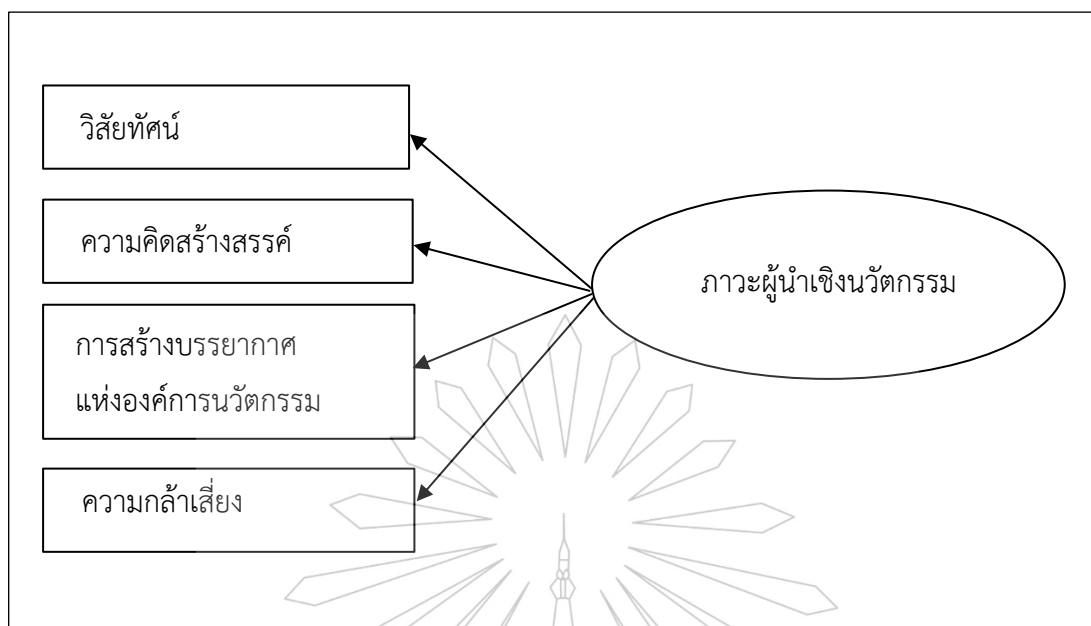 วิสัยทัศน์
ความคิดสร้างสรรค์
ภาวะผู้นำเชิงนวัตกรรม
การสร้างบรรยากาศ
แห่งองค์การนวัตกรรม
ความกล้าเสี่ยง